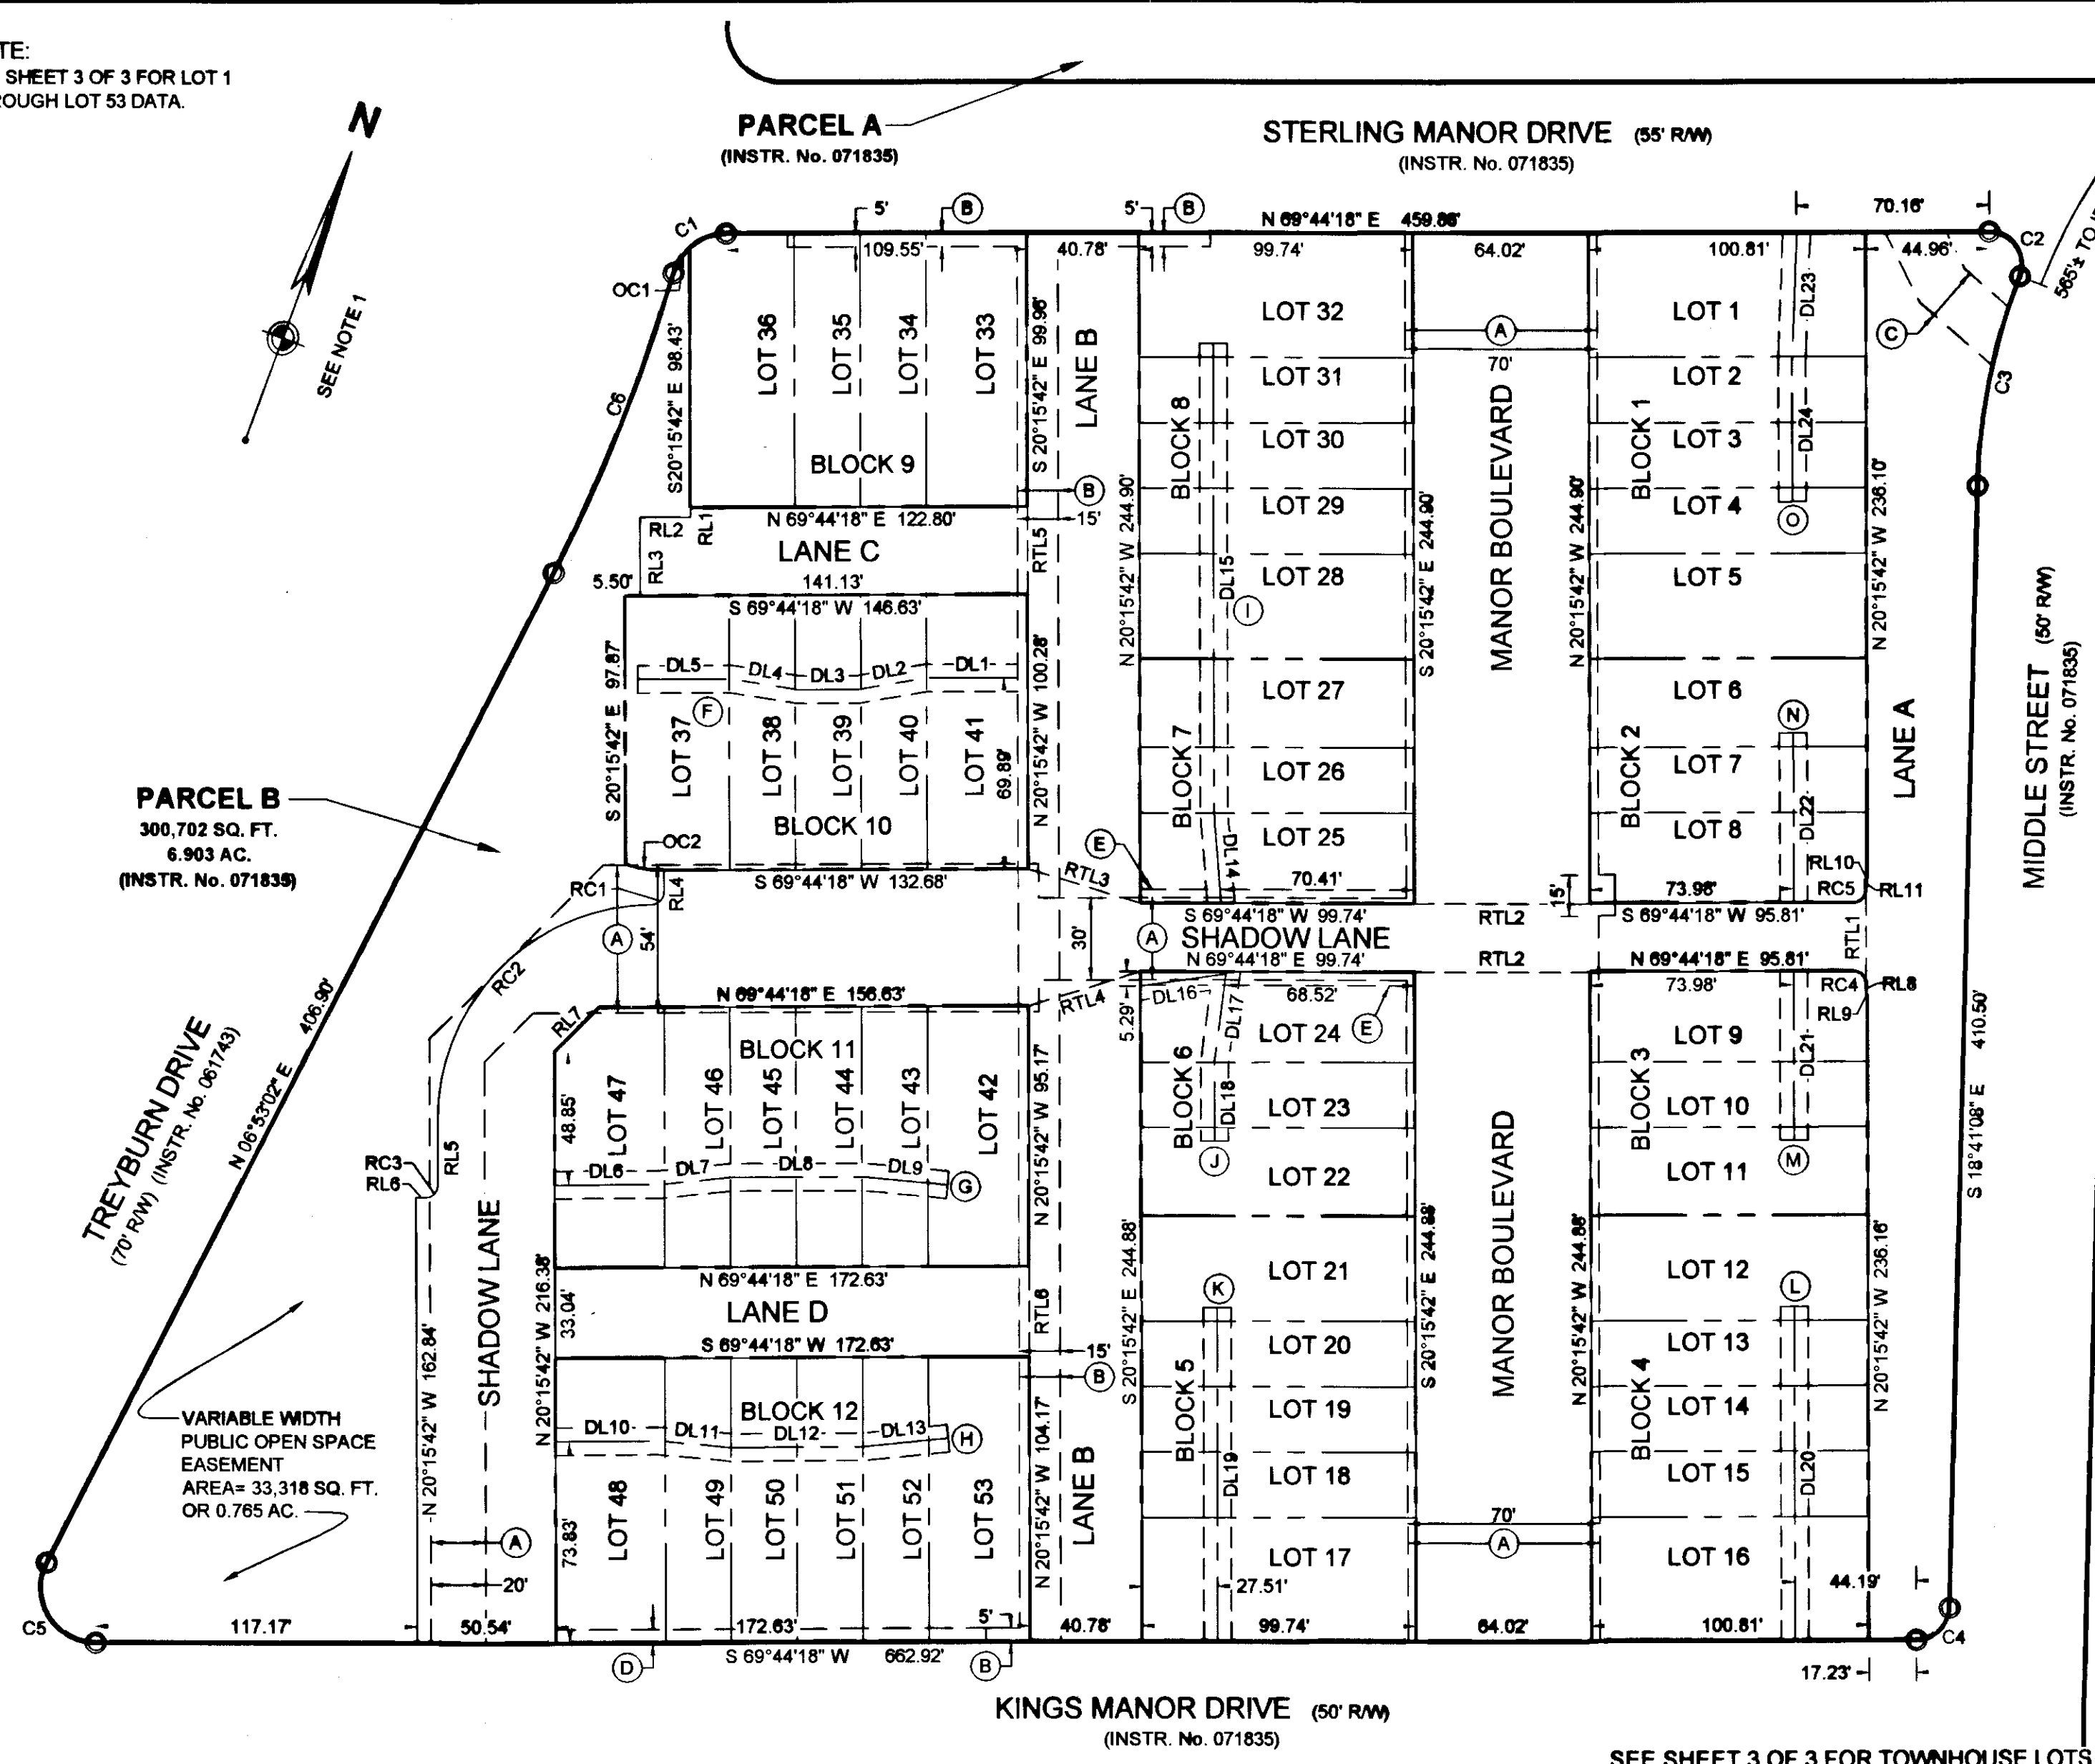 TE:
SHEET 3 OF 3 FOR LOT 1
OUGH LOT 53 DATA.
N
SEE NOTE 1
PARCEL A
(INSTR. No. 071835)
STERLING MANOR DRIVE (55' R/W)
(INSTR. No. 071835)
70.16'
C1
5'
B
5'
B
N 69°44'18" E 459.86'
C2
109.55'
40.78'
99.74'
64.02'
100.81'
44.96'
565'± TO
OC1
C
C3
C6
S20°15'42" E 98.43'
LOT 36
LOT 35
LOT 34
LOT 33
BLOCK 9
S 20°15'42" E 99.96'
LANE B
N 69°44'18" E 122.80'
B
15'
RL1
RL2
RL3
LANE C
RTL5
5.50'
141.13'
S 69°44'18" W 146.63'
S 20°15'42" E 97.87'
DL5
DL4
DL3
DL2
DL1
F
LOT 37
LOT 38
LOT 39
LOT 40
LOT 41
69.89'
N 20°15'42" W 100.28'
BLOCK 10
OC2
RC1
RL4
S 69°44'18" W 132.68'
RTL3
E
A
54'
30'
RC2
RL7
N 69°44'18" E 156.63'
RTL4
BLOCK 8
BLOCK 7
N 20°15'42" W 244.90'
LOT 32
LOT 31
LOT 30
LOT 29
LOT 28
LOT 27
LOT 26
LOT 25
DL15
I
DL14
70.41'
S 69°44'18" W 99.74'
A
SHADOW LANE
N 69°44'18" E 99.74'
S 20°15'42" E 244.90'
A
70'
MANOR BOULEVARD
N 20°15'42" W 244.90'
RTL2
RTL2
15'
BLOCK 1
BLOCK 2
LOT 1
LOT 2
LOT 3
LOT 4
LOT 5
LOT 6
LOT 7
LOT 8
DL23
DL24
O
N
DL22
N 20°15'42" W 236.10'
LANE A
RL10
RC5
RL11
73.98'
S 69°44'18" W 95.81'
RTL1
N 69°44'18" E 95.81'
73.98'
RC4
RL8
RL9
MIDDLE STREET (50' R/W)
(INSTR. No. 071835)
S 18°41'08" E 410.50'
PARCEL B
300,702 SQ. FT.
6.903 AC.
(INSTR. No. 071835)
TREYBURN DRIVE
(70' R/W) (INSTR. No. 061743)
N 06°53'02" E 406.90'
RC3
RL6
RL5
SHADOW LANE
BLOCK 11
48.85'
LOT 47
LOT 46
LOT 45
LOT 44
LOT 43
LOT 42
N 20°15'42" W 95.17'
DL6
DL7
DL8
DL9
G
N 69°44'18" E 172.63'
N 20°15'42" W 216.38'
33.04'
LANE D
RTL6
S 69°44'18" W 172.63'
15'
B
BLOCK 12
DL10
DL11
DL12
DL13
H
73.83'
LOT 48
LOT 49
LOT 50
LOT 51
LOT 52
LOT 53
N 20°15'42" W 104.17'
LANE B
N 20°15'42" W 162.84'
A
20'
VARIABLE WIDTH
PUBLIC OPEN SPACE
EASEMENT
AREA= 33,318 SQ. FT.
OR 0.765 AC.
5.29'
DL16
DL17
68.52'
E
LOT 24
LOT 23
LOT 22
LOT 21
LOT 20
LOT 19
LOT 18
LOT 17
BLOCK 6
BLOCK 5
DL18
J
K
DL19
S 20°15'42" E 244.88'
27.51'
S 20°15'42" E 244.88'
MANOR BOULEVARD
70'
A
N 20°15'42" W 244.88'
BLOCK 3
BLOCK 4
LOT 9
LOT 10
LOT 11
LOT 12
LOT 13
LOT 14
LOT 15
LOT 16
DL21
M
L
DL20
N 20°15'42" W 236.16'
44.19'
C5
117.17'
50.54'
172.63'
5'
40.78'
99.74'
64.02'
100.81'
C4
D
S 69°44'18" W 662.92'
B
17.23'
KINGS MANOR DRIVE (50' R/W)
(INSTR. No. 071835)
SEE SHEET 3 OF 3 FOR TOWNHOUSE LOTS